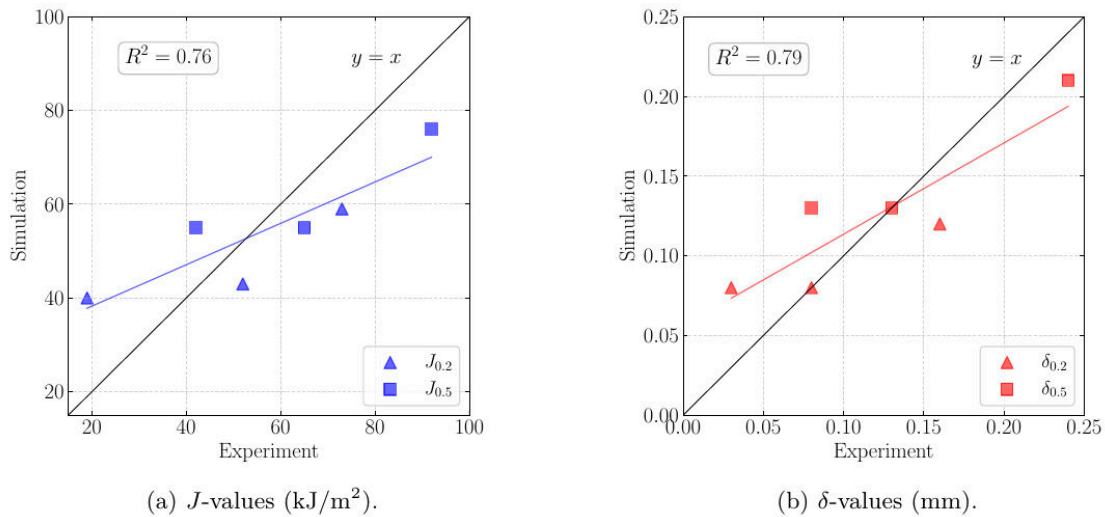 100
80
60
40
20
Simulation
R² = 0.76
y = x
J₀.₂
J₀.₅
20 40 60 80 100
Experiment
(a) J-values (kJ/m²).
0.25
0.20
0.15
0.10
0.05
0.00
Simulation
R² = 0.79
y = x
δ₀.₂
δ₀.₅
0.00 0.05 0.10 0.15 0.20 0.25
Experiment
(b) δ-values (mm).